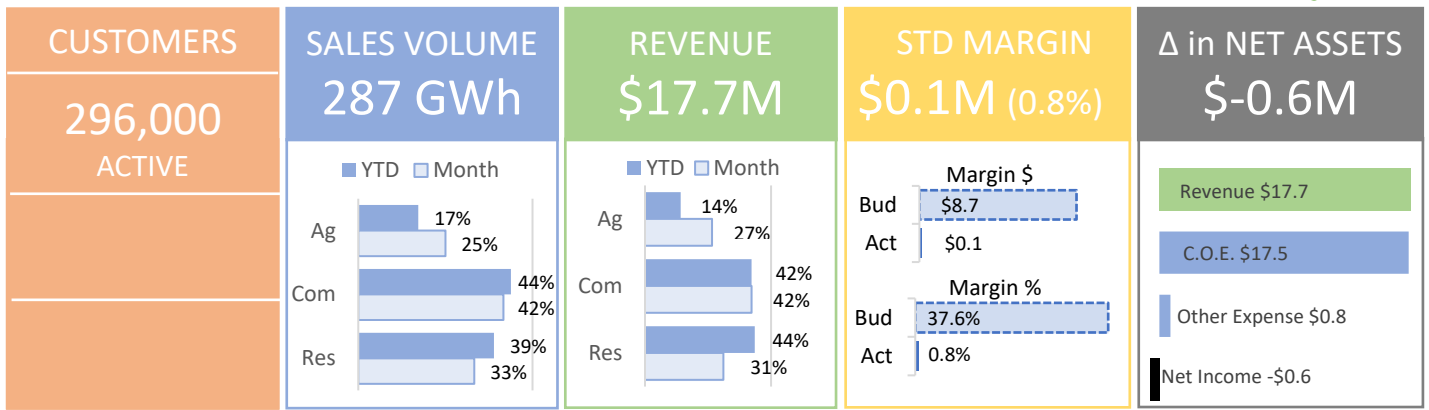 CUSTOMERS
296,000
ACTIVE
SALES VOLUME
287 GWh
YTD Month
Ag 17%
25%
Com 44%
42%
Res 39%
33%
REVENUE
$17.7M
YTD Month
Ag 14%
27%
Com 42%
42%
Res 44%
31%
STD MARGIN
$0.1M (0.8%)
Margin $
Bud $8.7
Act $0.1
Margin %
Bud 37.6%
Act 0.8%
Δ in NET ASSETS
$-0.6M
Revenue $17.7
C.O.E. $17.5
Other Expense $0.8
Net Income -$0.6